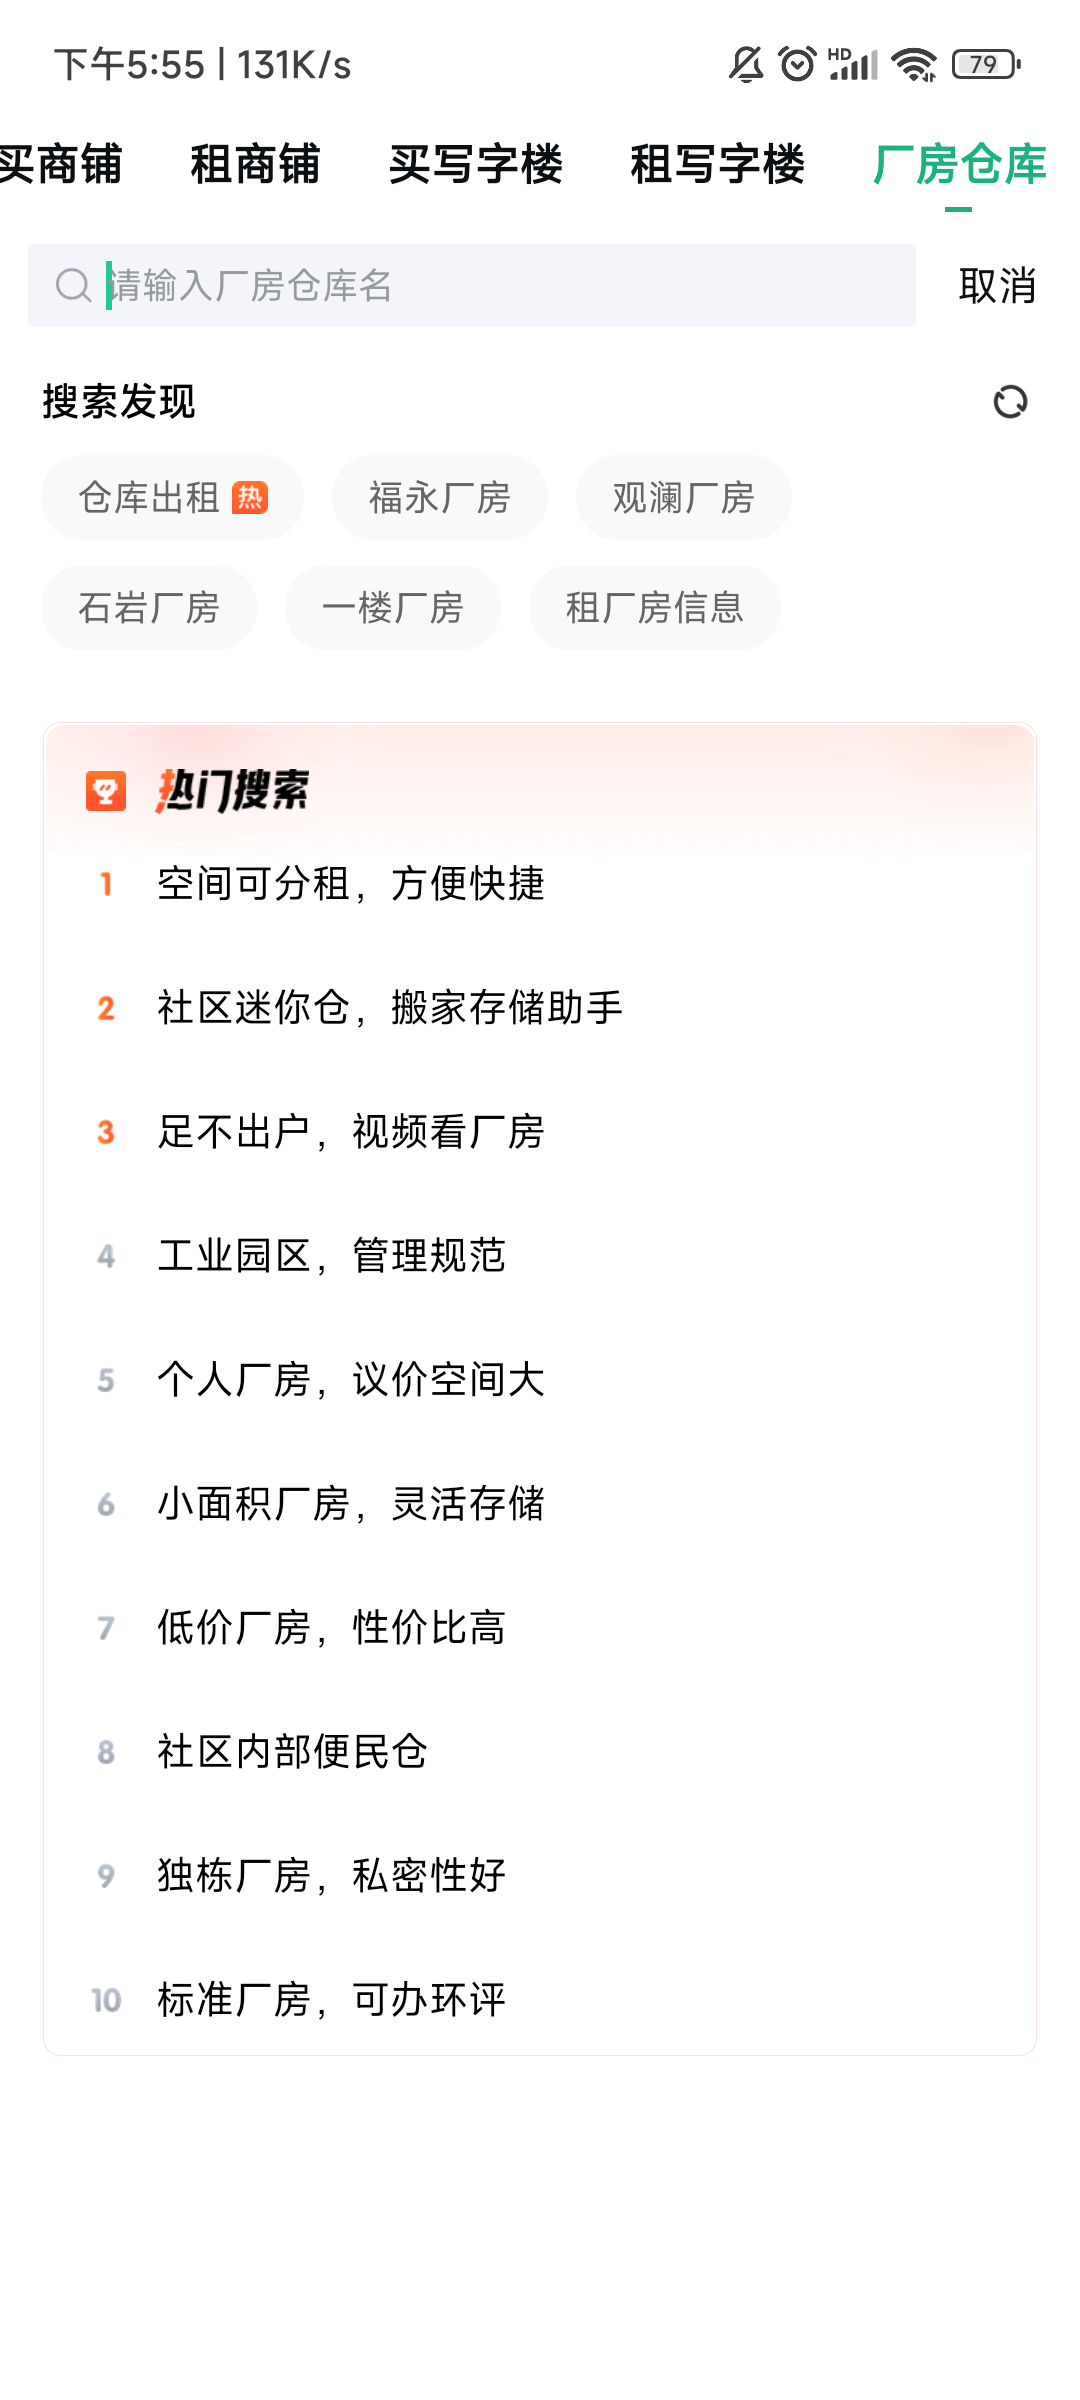 下午5:55 | 131K/s HD 79
买商铺 租商铺 买写字楼 租写字楼 厂房仓库
请输入厂房仓库名 取消
搜索发现
仓库出租 热 福永厂房 观澜厂房
石岩厂房 一楼厂房 租厂房信息
热门搜索
1 空间可分租，方便快捷
2 社区迷你仓，搬家存储助手
3 足不出户，视频看厂房
4 工业园区，管理规范
5 个人厂房，议价空间大
6 小面积厂房，灵活存储
7 低价厂房，性价比高
8 社区内部便民仓
9 独栋厂房，私密性好
10 标准厂房，可办环评